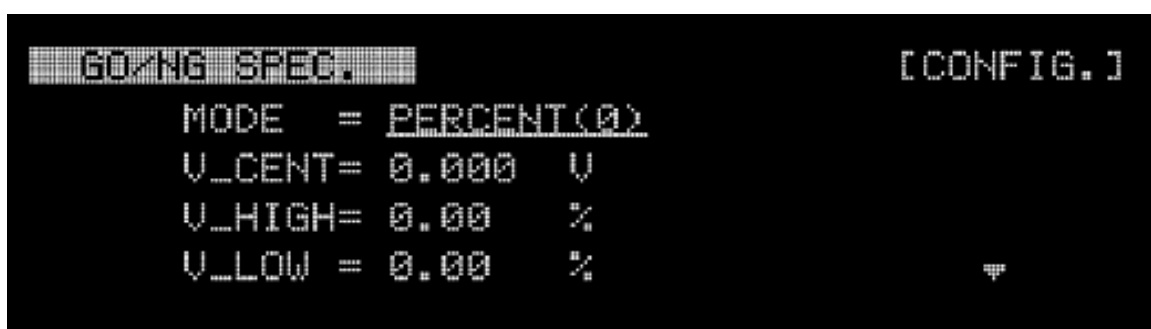 GO/NG SPEC. [CONFIG.]
MODE = PERCENT(0)
V_CENT= 0.000 V
V_HIGH= 0.00 %
V_LOW = 0.00 %